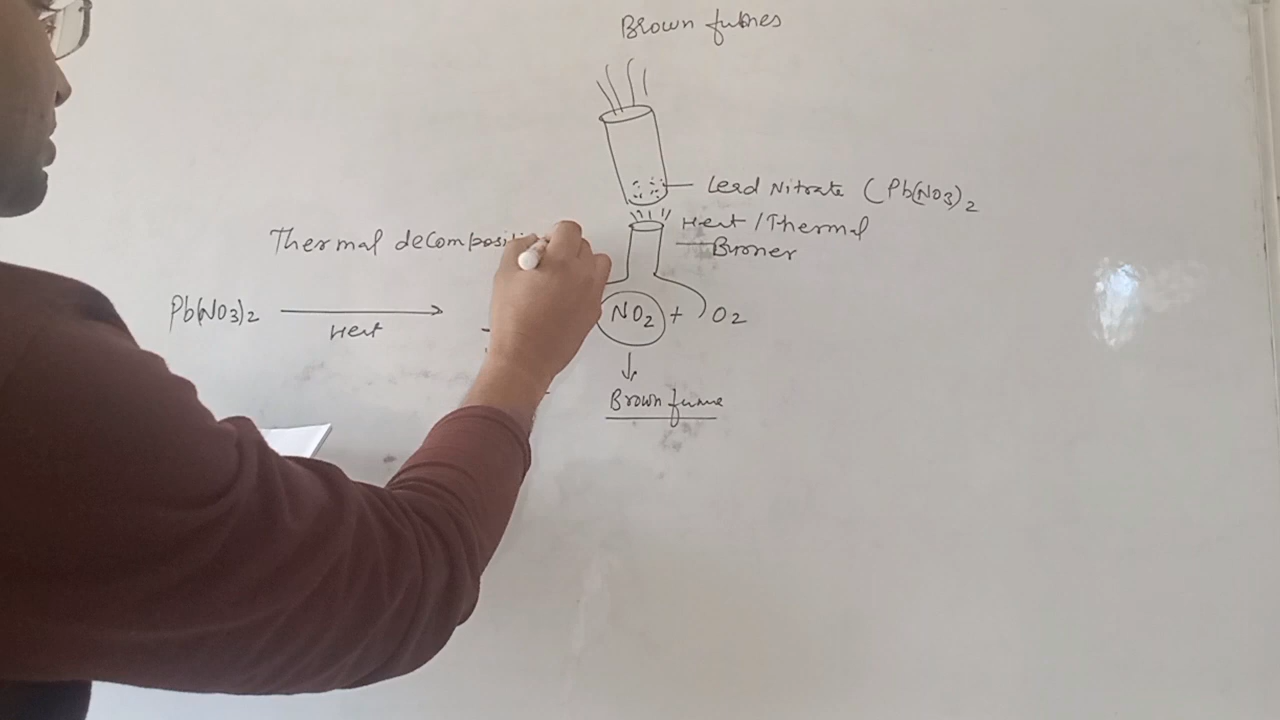 Brown fumes
Lead Nitrate (Pb(NO3)2
Heat / Thermal
Burner
Thermal decompositi
Pb(NO3)2
Heat
NO2 + O2
Brown fume